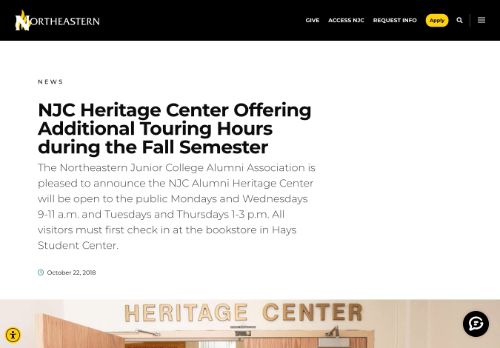 NORTHEASTERN
GIVE ACCESS NJC REQUEST INFO Apply
NEWS
NJC Heritage Center Offering
Additional Touring Hours
during the Fall Semester
The Northeastern Junior College Alumni Association is
pleased to announce the NJC Alumni Heritage Center
will be open to the public Mondays and Wednesdays
9-11 a.m. and Tuesdays and Thursdays 1-3 p.m. All
visitors must first check in at the bookstore in Hays
Student Center.
October 22, 2018
HERITAGE CENTER